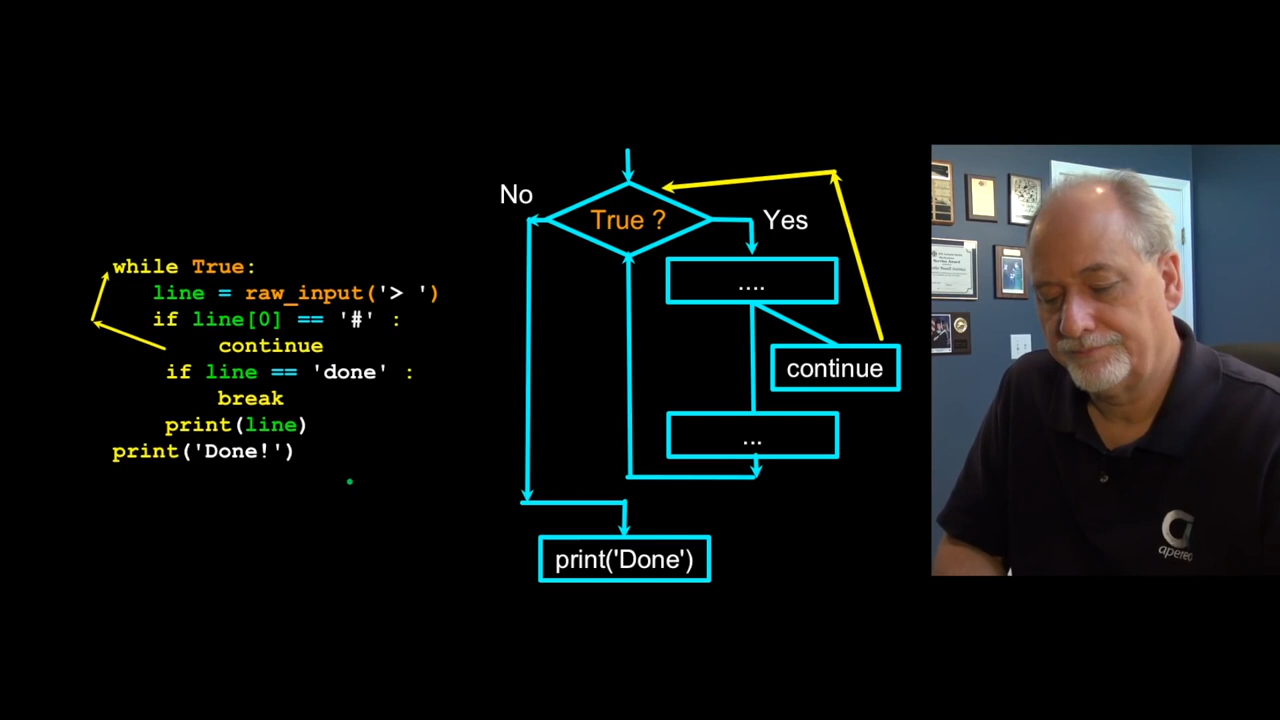 while True:
line = raw_input('> ')
if line[0] == '#' :
continue
if line == 'done' :
break
print(line)
print('Done!')
No
True ?
Yes
....
continue
...
print('Done')
apereo